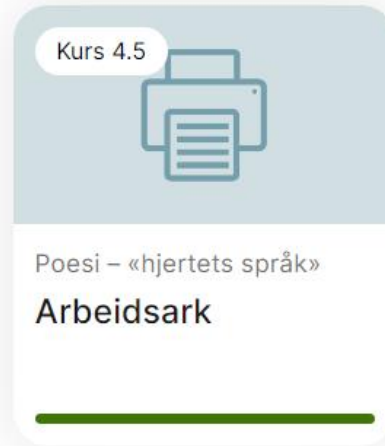 Kurs 4.5
Poesi – «hjertets språk»
Arbeidsark